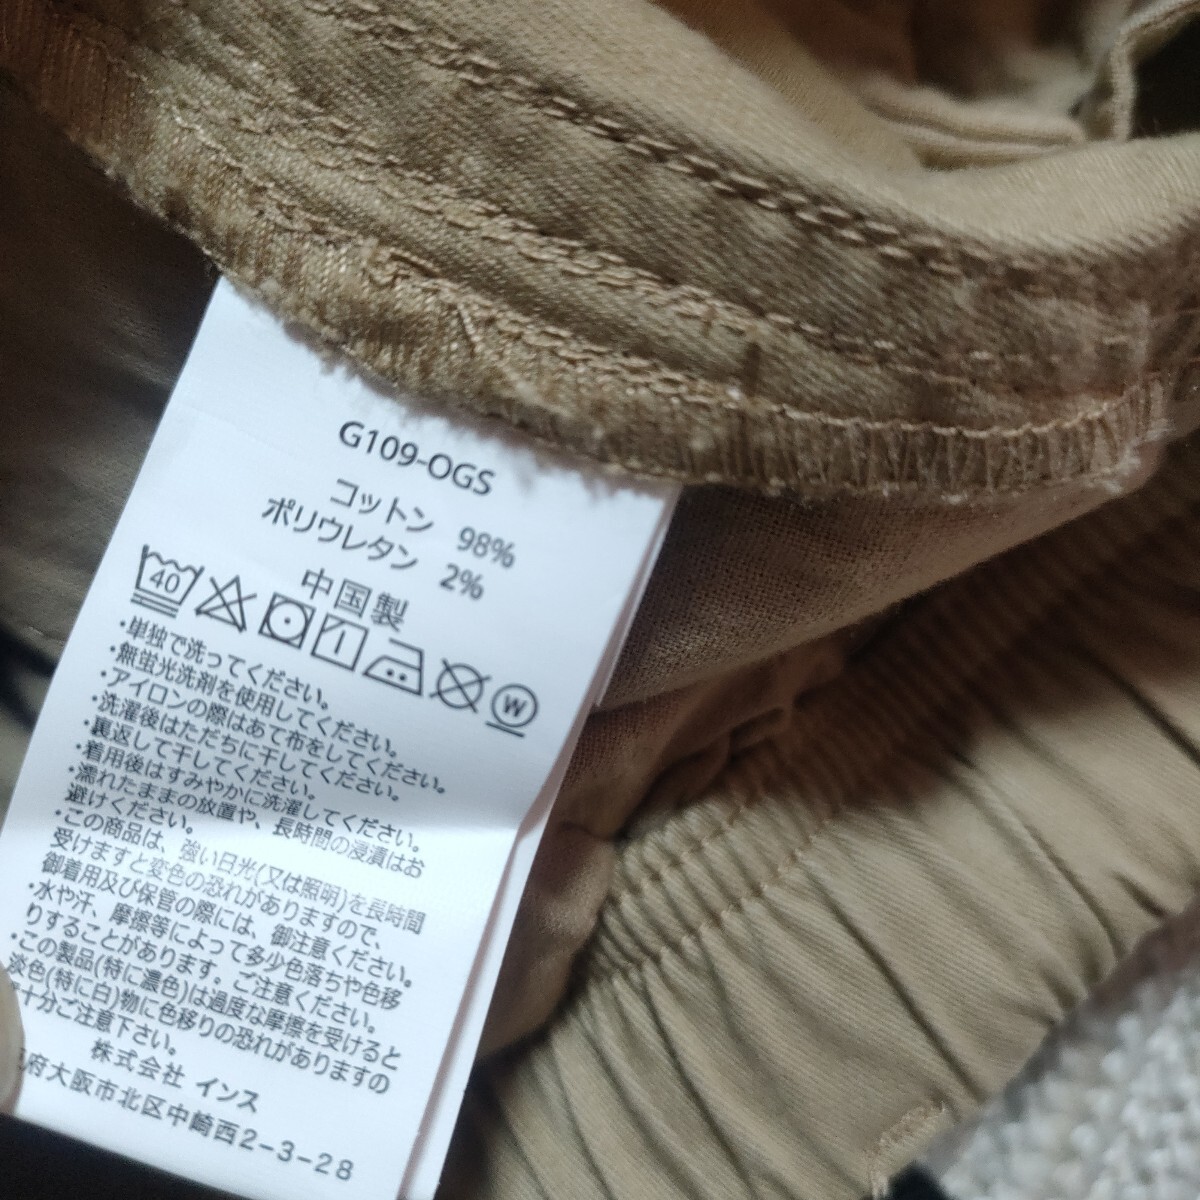 G109-OGS
コットン 98%
ポリウレタン 2%
中国製
40 W
・単独で洗ってください。
・無蛍光洗剤を使用してください。
・アイロンの際はあて布をしてください。
・洗濯後はただちに干してください。
・裏返して干してください。
・着用後はすみやかに洗濯してください。
・濡れたままの放置や、長時間の浸漬はお
避けください。
・この商品は、強い日光(又は照明)を長時間
受けますと変色の恐れがありますので、
御着用及び保管の際には、御注意ください。
・水や汗、摩擦等によって多少色落ちや色移
りすることがあります。ご注意ください。
・この製品(特に濃色)は過度な摩擦を受けると
淡色(特に白)物に色移りの恐れがありますの
で十分ご注意下さい。
株式会社 インス
府大阪市北区中崎西2-3-28